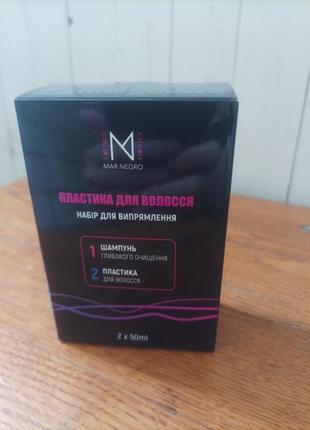 MAR NEGRO
ПЛАСТИКА ДЛЯ ВОЛОССЯ
НАБІР ДЛЯ ВИПРЯМЛЕННЯ
1 ШАМПУНЬ
ГЛИБОКОГО ОЧИЩЕННЯ
2 ПЛАСТИКА
ДЛЯ ВОЛОССЯ
2 x 50ml